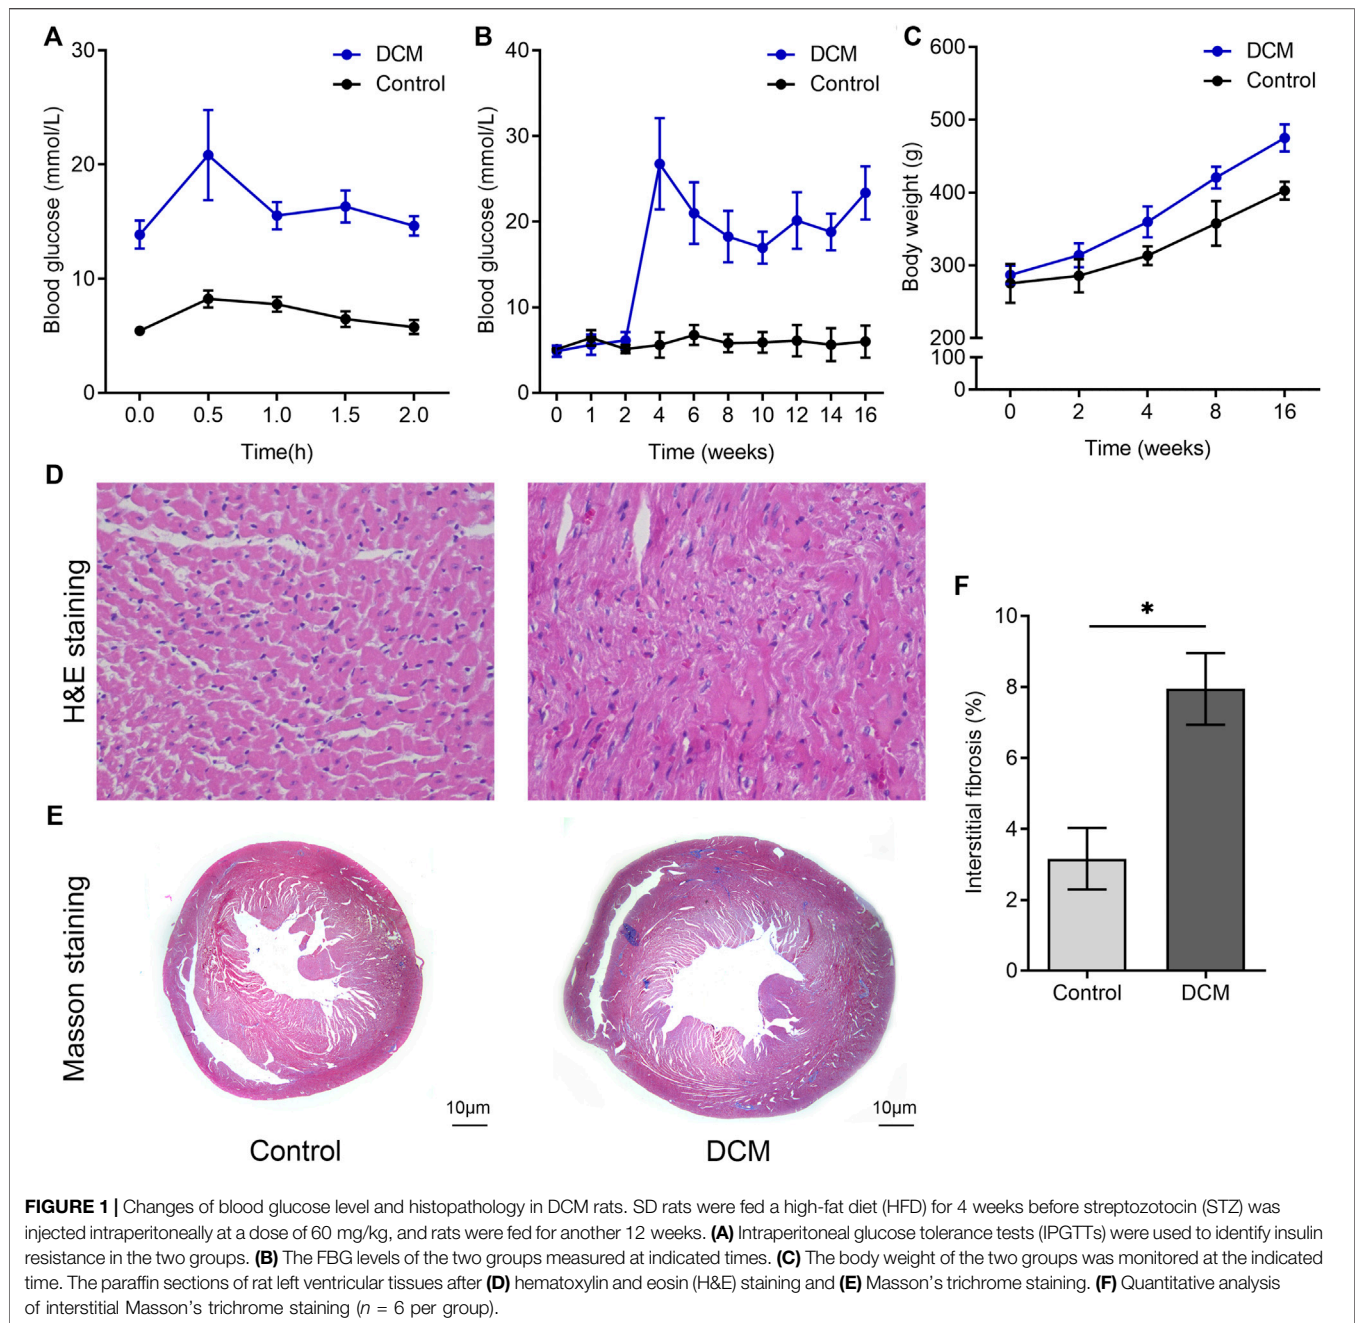 A
30
20
10
0
Blood glucose (mmol/L)
DCM
Control
0.0 0.5 1.0 1.5 2.0
Time(h)
B
40
30
20
10
0
Blood glucose (mmol/L)
DCM
Control
0 1 2 4 6 8 10 12 14 16
Time (weeks)
C
600
500
400
300
200
100
0
Body weight (g)
DCM
Control
0 2 4 8 16
Time (weeks)
D
H&E staining
E
Masson staining
10μm
10μm
Control
DCM
F
*
10
8
6
4
2
0
Interstitial fibrosis (%)
Control DCM
FIGURE 1 | Changes of blood glucose level and histopathology in DCM rats. SD rats were fed a high-fat diet (HFD) for 4 weeks before streptozotocin (STZ) was
injected intraperitoneally at a dose of 60 mg/kg, and rats were fed for another 12 weeks. (A) Intraperitoneal glucose tolerance tests (IPGTTs) were used to identify insulin
resistance in the two groups. (B) The FBG levels of the two groups measured at indicated times. (C) The body weight of the two groups was monitored at the indicated
time. The paraffin sections of rat left ventricular tissues after (D) hematoxylin and eosin (H&E) staining and (E) Masson's trichrome staining. (F) Quantitative analysis
of interstitial Masson's trichrome staining (n = 6 per group).